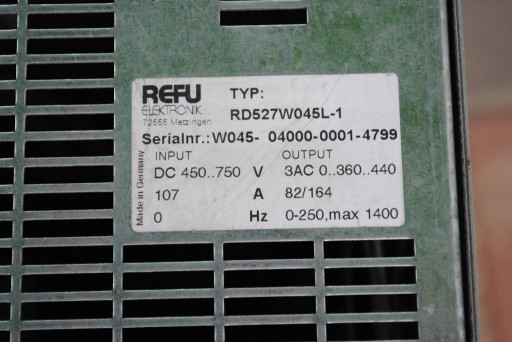 REFU TYP:
ELEKTRONIK RD527W045L-1
72555 Metzingen
Serialnr.: W045- 04000-0001-4799
INPUT OUTPUT
DC 450..750 V 3AC 0..360..440
107 A 82/164
0 Hz 0-250,max 1400
Made in Germany